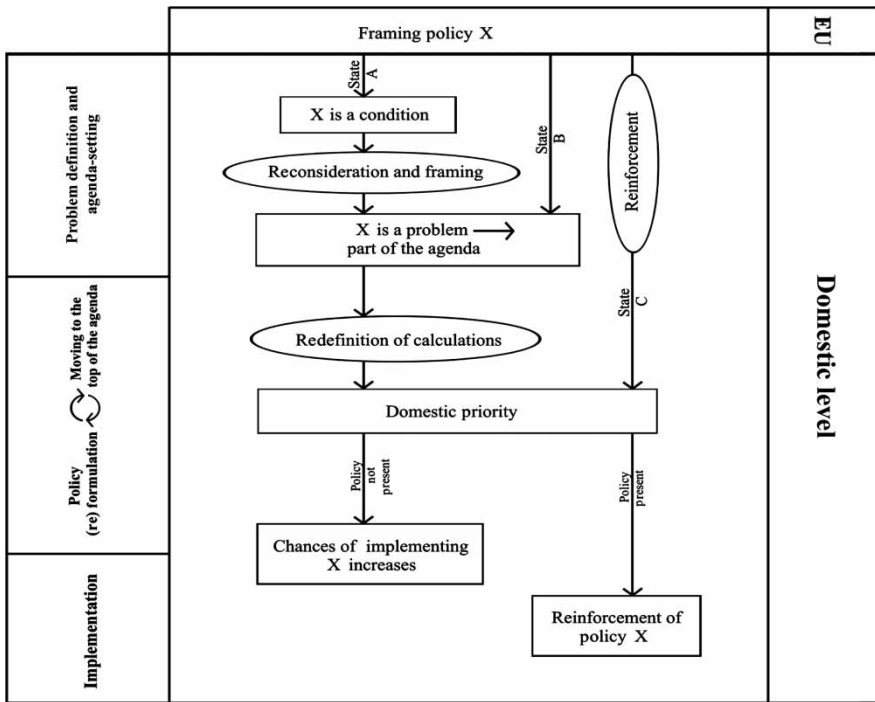 Framing policy X
EU
Problem definition and
agenda-setting
State
A
X is a condition
Reconsideration and framing
State
B
Reinforcement
X is a problem
part of the agenda
Domestic level
Moving to the
top of the agenda
Policy
(re) formulation
State
C
Redefinition of calculations
Domestic priority
Policy
not
present
Policy
present
Chances of implementing
X increases
Implementation
Reinforcement of
policy X